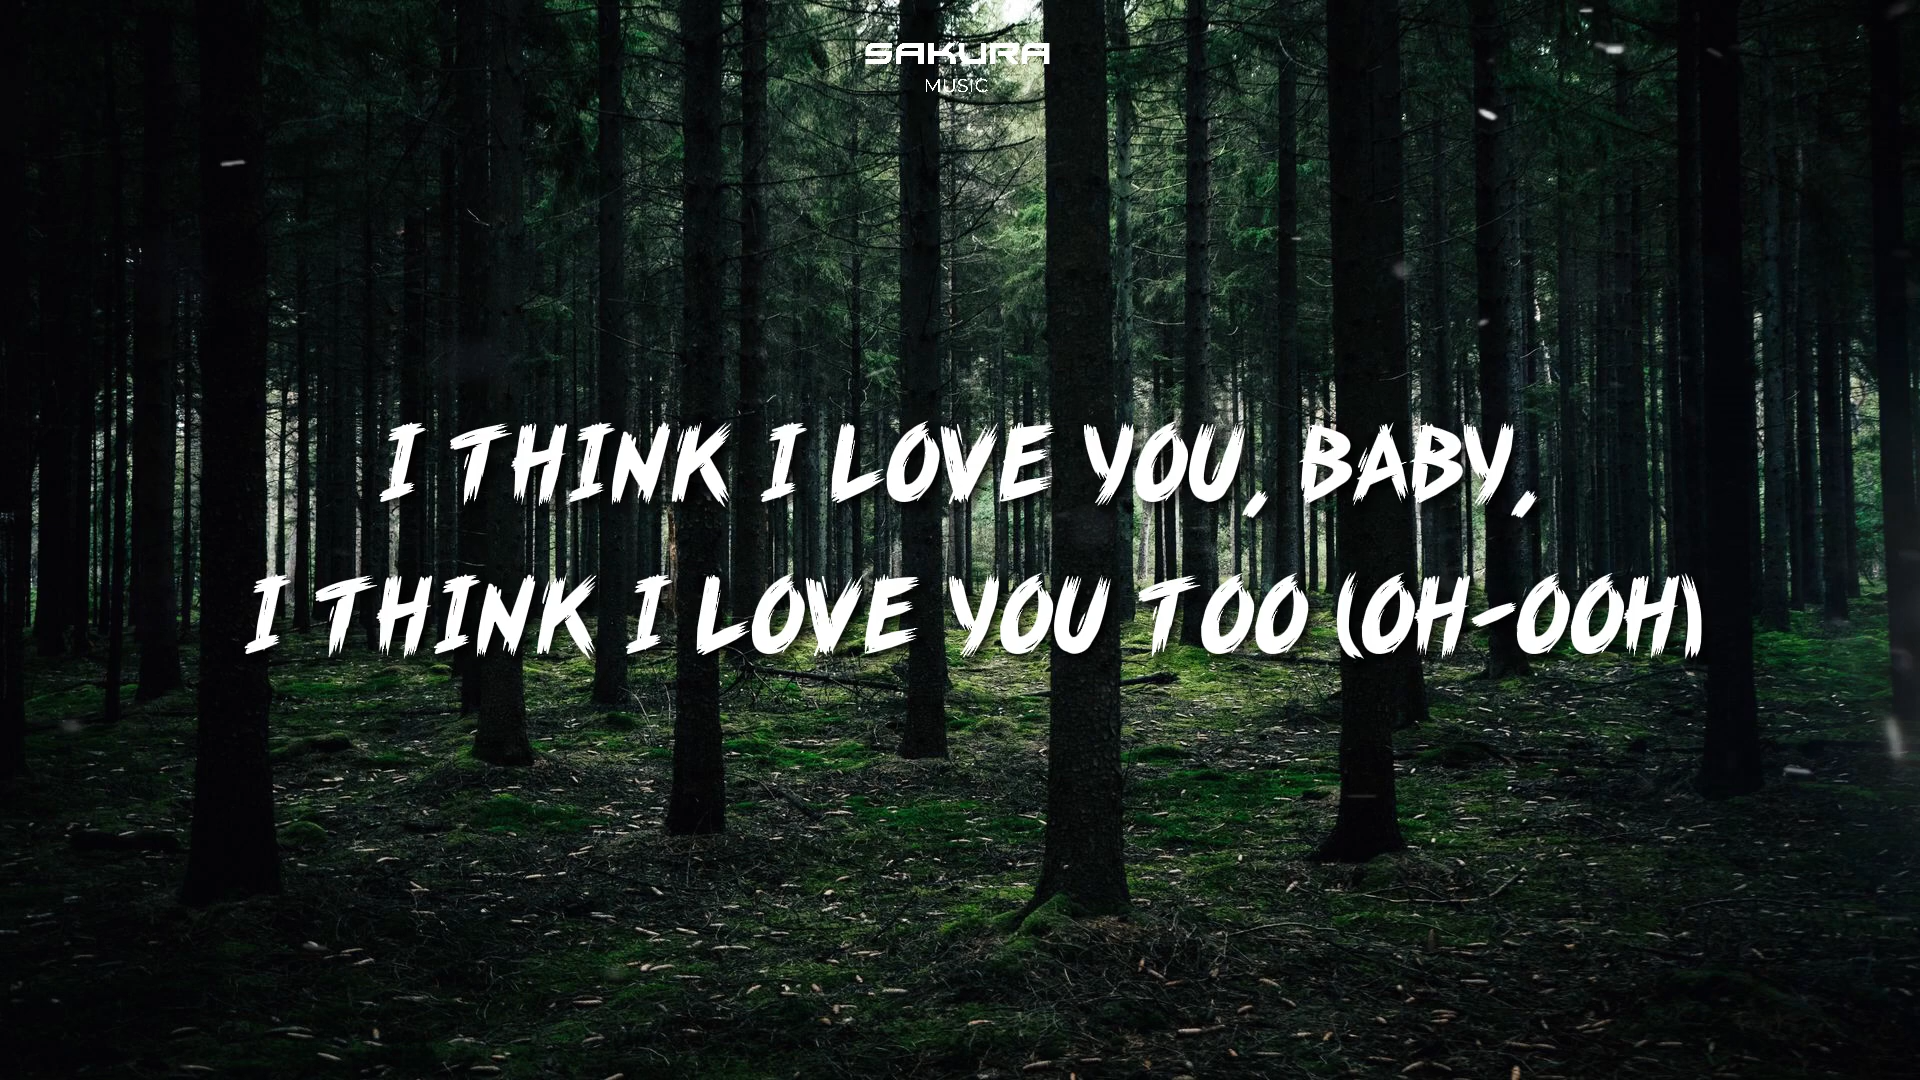 SAKURA
MUSIC
I THINK I LOVE YOU, BABY,
I THINK I LOVE YOU TOO (OH-OOH)